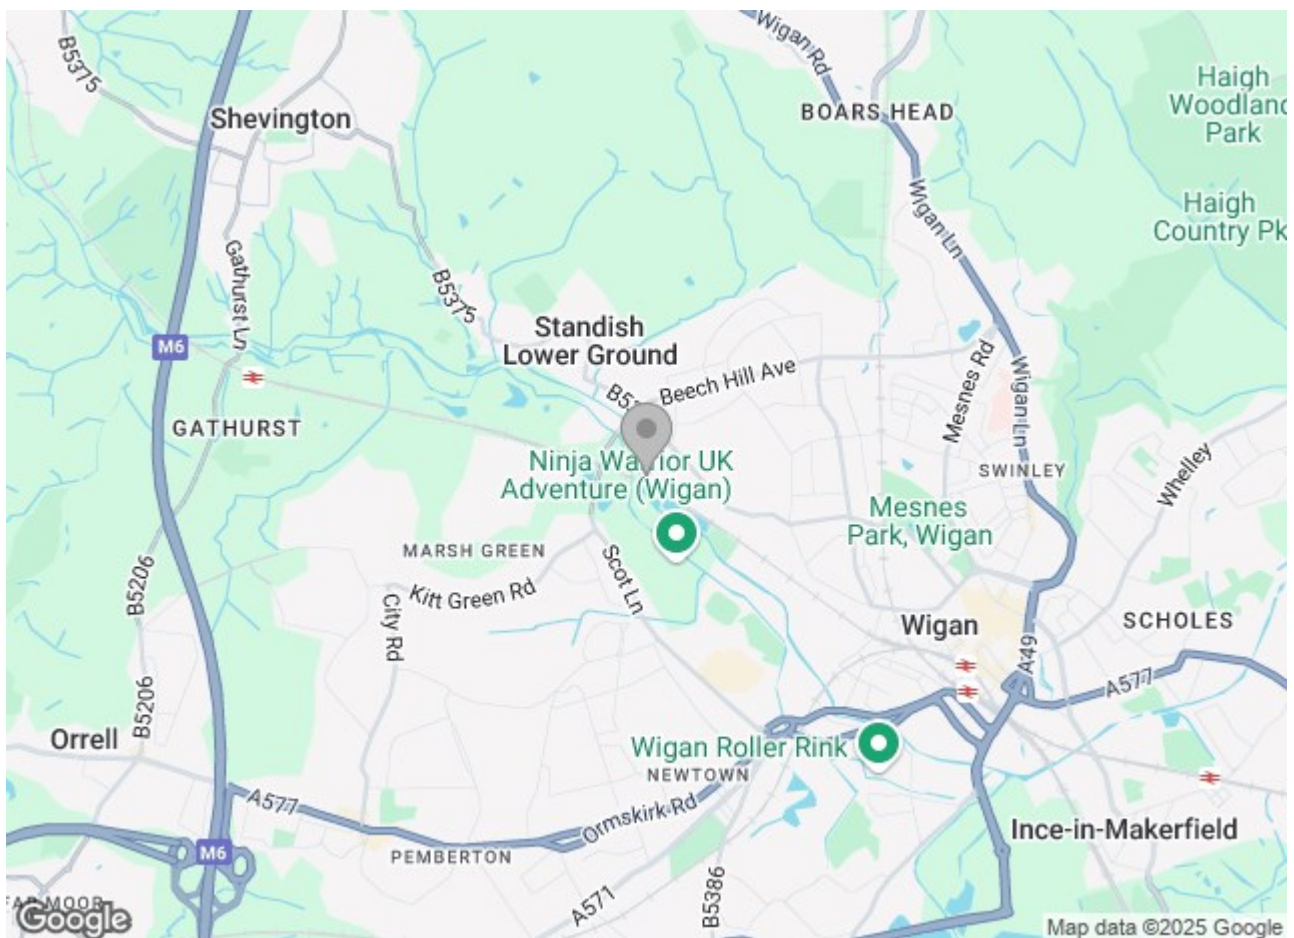 Wigan Rd
B5375
Haigh
Woodland
Park
BOARS HEAD
Shevington
Wigan Ln
Haigh
Country Pk
Gathurst Ln
B5375
Standish
Lower Ground
M6
Mesnes Rd
Wigan Ln
Beech Hill Ave
GATHURST
Ninja Warrior UK
Adventure (Wigan)
SWINLEY
Whelley
Mesnes
Park, Wigan
MARSH GREEN
Scot Ln
Kitt Green Rd
B5206
City Rd
Wigan
SCHOLES
A49
A577
B5206
Orrell
Wigan Roller Rink
NEWTOWN
A577
Ormskirk Rd
Ince-in-Makerfield
M6
PEMBERTON
B5386
A571
Google
Map data ©2025 Google